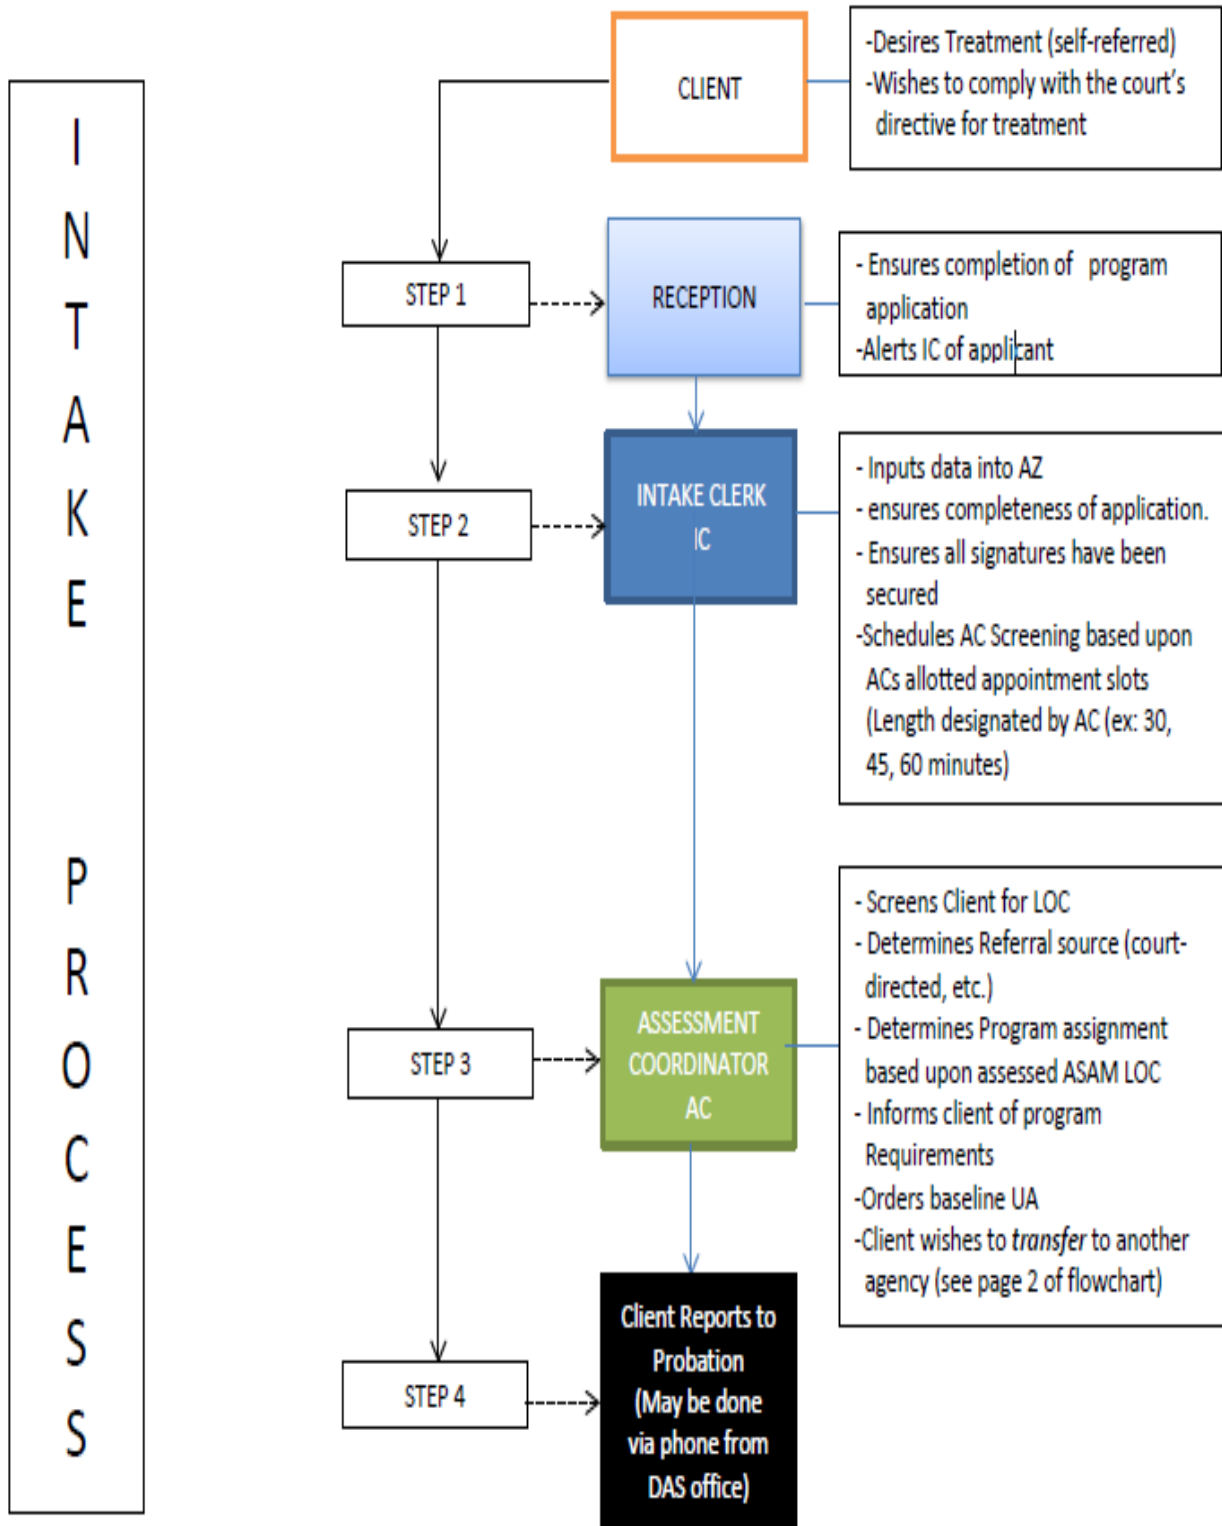 INTAKE PROCESS
CLIENT
-Desires Treatment (self-referred)
-Wishes to comply with the court's
directive for treatment
STEP 1
RECEPTION
- Ensures completion of program
application
-Alerts IC of applicant
STEP 2
INTAKE CLERK
IC
- Inputs data into AZ
- ensures completeness of application.
- Ensures all signatures have been
secured
-Schedules AC Screening based upon
ACs allotted appointment slots
(Length designated by AC (ex: 30,
45, 60 minutes)
STEP 3
ASSESSMENT
COORDINATOR
AC
- Screens Client for LOC
- Determines Referral source (court-
directed, etc.)
- Determines Program assignment
based upon assessed ASAM LOC
- Informs client of program
Requirements
-Orders baseline UA
-Client wishes to transfer to another
agency (see page 2 of flowchart)
STEP 4
Client Reports to
Probation
(May be done
via phone from
DAS office)